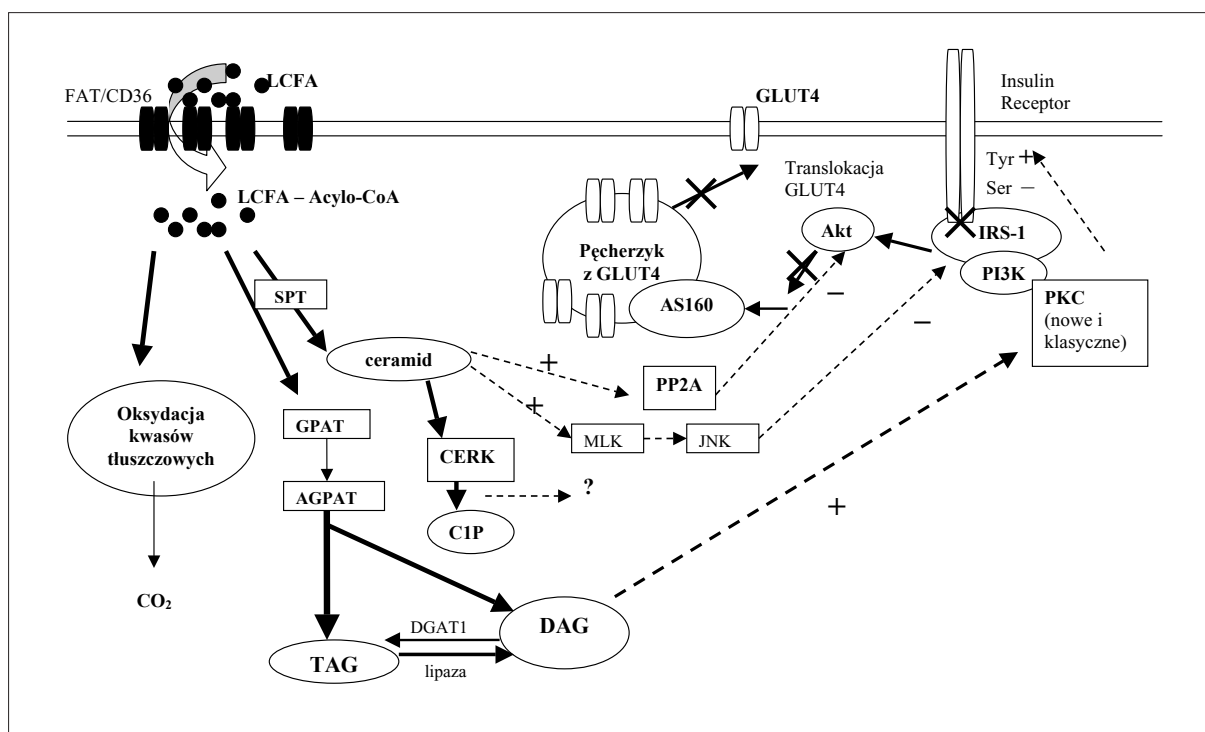 LCFA
FAT/CD36
GLUT4
Insulin
Receptor
LCFA – Acylo-CoA
Translokacja
GLUT4
Tyr +
Ser –
Akt
IRS-1
PI3K
Pęcherzyk
z GLUT4
AS160
–
–
PKC
(nowe i
klasyczne)
SPT
ceramid
+
+
PP2A
MLK
JNK
Oksydacja
kwasów
tłuszczowych
GPAT
CERK
AGPAT
?
C1P
+
CO₂
DGAT1
DAG
TAG
lipaza